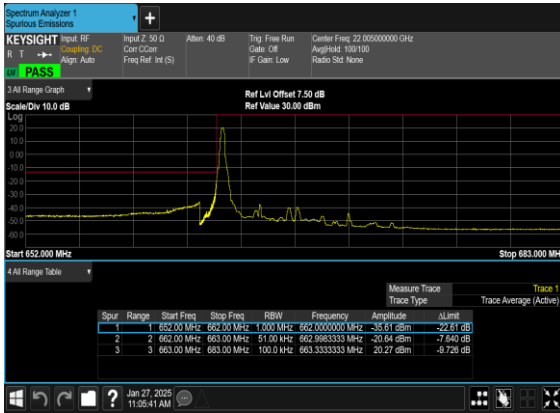 Spectrum Analyzer 1
Spurious Emissions
+
KEYSIGHT Input: RF Input Z: 50 Ω Atten: 40 dB Trig: Free Run Center Freq: 22.005000000 GHz
R T Coupling: DC Corr CCorr Gate: Off Avg|Hold: 100/100
Align: Auto Freq Ref: Int (S) IF Gain: Low Radio Std: None
PASS
3 All Range Graph
Ref Lvl Offset 7.50 dB
Scale/Div 10.0 dB Ref Value 30.00 dBm
Log
20.0
10.0
0.00
-10.0
-20.0
-30.0
-40.0
-50.0
-60.0
Start 652.000 MHz Stop 683.000 MH
4 All Range Table
Measure Trace Trace 1
Trace Type Trace Average (Active)
Spur Range Start Freq Stop Freq RBW Frequency Amplitude ΔLimit
1 1 652.00 MHz 662.00 MHz 1.000 MHz 662.0000000 MHz -35.61 dBm -22.61 dB
2 2 662.00 MHz 663.00 MHz 51.00 kHz 662.9983333 MHz -20.64 dBm -7.640 dB
3 3 663.00 MHz 683.00 MHz 100.0 kHz 663.3333333 MHz 20.27 dBm -9.726 dB
? Jan 27, 2025
11:05:41 AM